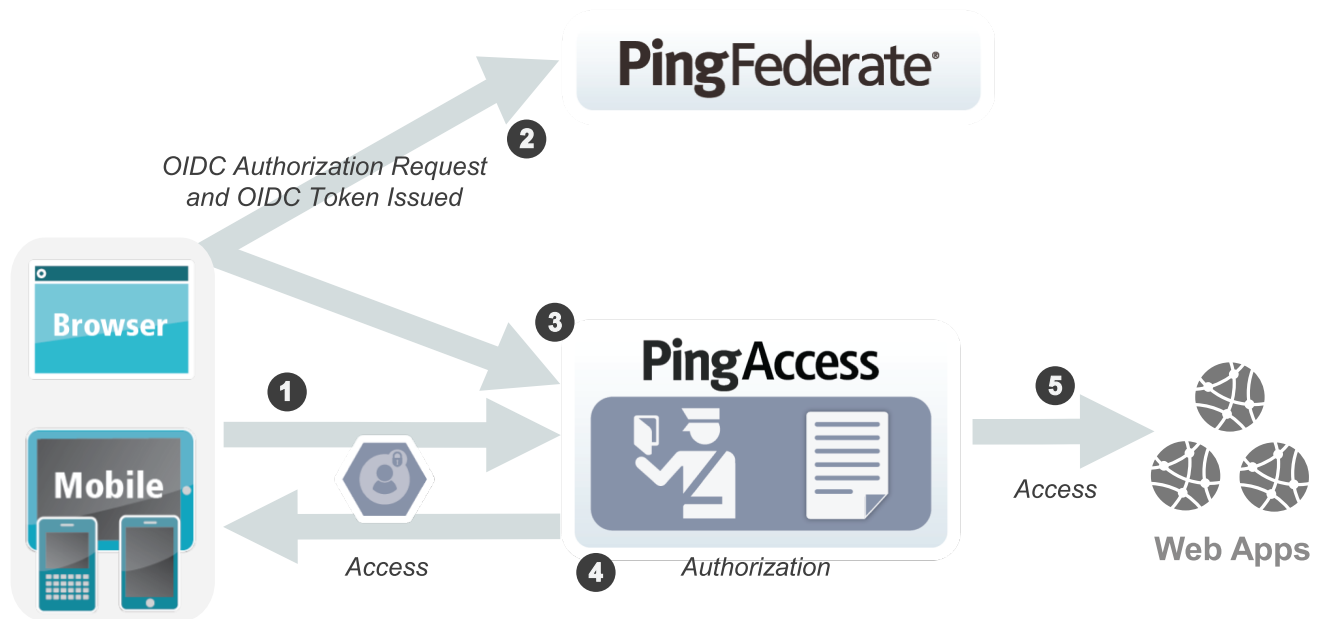 PingFederate®
2
OIDC Authorization Request
and OIDC Token Issued
Browser
3
PingAccess
1
5
Mobile
Access
Web Apps
Access
4
Authorization